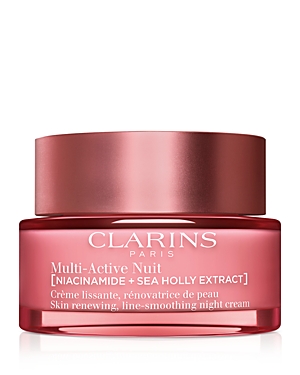 CLARINS
PARIS
Multi-Active Nuit
[NIACINAMIDE + SEA HOLLY EXTRACT]
Crème lissante, rénovatrice de peau
Skin renewing, line-smoothing night cream